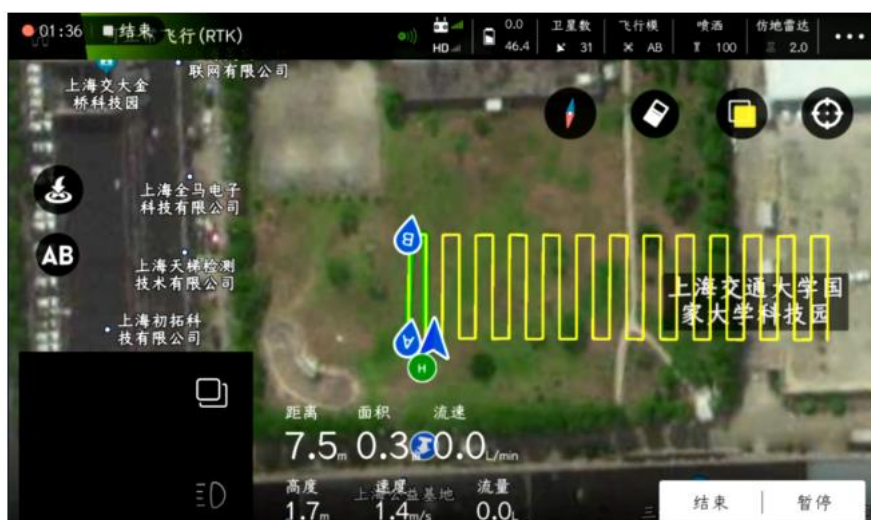 01:36
结束
飞行(RTK)
HD
0.0
46.4
卫星数
31
飞行模
AB
喷洒
100
仿地雷达
2.0
上海交大金
桥科技园
联网有限公司
上海全马电子
科技有限公司
AB
上海天梯检测
技术有限公司
上海初拓科
技有限公司
B
A
H
上海交通大学国
家大学科技园
距离
面积
流速
7.5m
0.3
0.0L/min
高度
速度
流量
上海公益基地
1.7m
1.4m/s
0.0L
结束
暂停